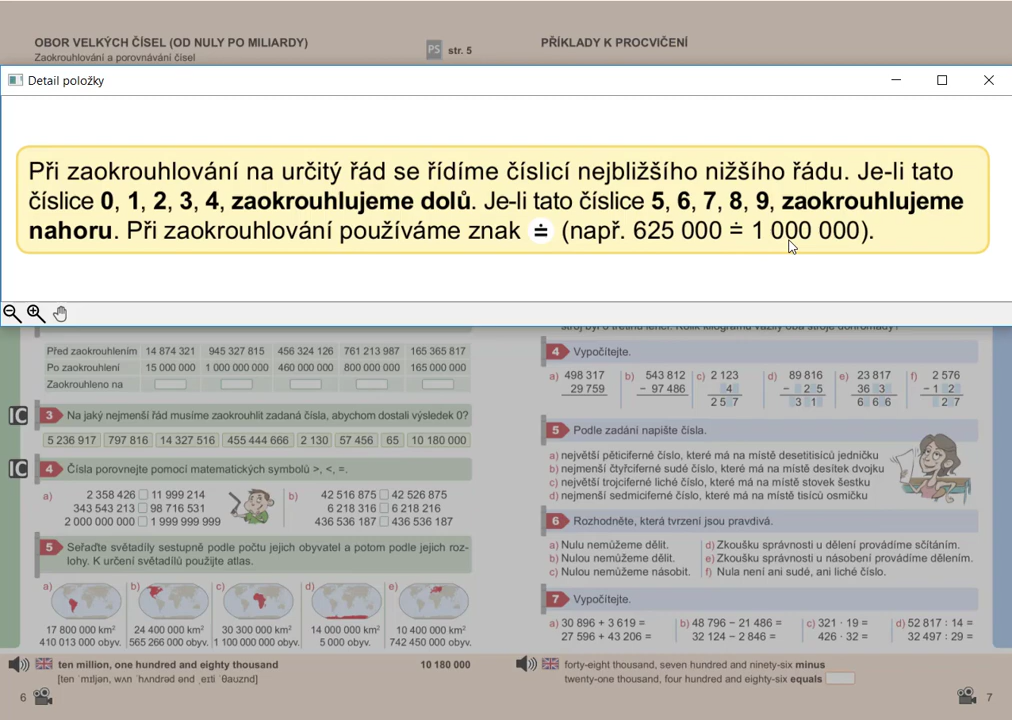 OBOR VELKÝCH ČÍSEL (OD NULY PO MILIARDY)
Zaokrouhlování a porovnávání čísel
PS str. 5
PŘÍKLADY K PROCVIČENÍ
Detail položky
Při zaokrouhlování na určitý řád se řídíme číslicí nejbližšího nižšího řádu. Je-li tato
číslice 0, 1, 2, 3, 4, zaokrouhlujeme dolů. Je-li tato číslice 5, 6, 7, 8, 9, zaokrouhlujeme
nahoru. Při zaokrouhlování používáme znak ≐ (např. 625 000 ≐ 1 000 000).
Před zaokrouhlením 14 874 321 945 327 815 456 324 126 761 213 987 165 365 817
Po zaokrouhlení 15 000 000 1 000 000 000 460 000 000 800 000 000 165 000 000
Zaokrouhleno na
IC 3 Na jaký nejmenší řád musíme zaokrouhlit zadaná čísla, abychom dostali výsledek 0?
5 236 917 797 816 14 327 516 455 444 666 2 130 57 456 65 10 180 000
IC 4 Čísla porovnejte pomocí matematických symbolů >, <, =.
a) 2 358 426 11 999 214
343 543 213 98 716 531
2 000 000 000 1 999 999 999
b) 42 516 875 42 526 875
6 218 316 6 218 216
436 536 187 436 536 187
5 Seřaďte světadíly sestupně podle počtu jejich obyvatel a potom podle jejich roz-
lohy. K určení světadílů použijte atlas.
a) b) c) d) e)
17 800 000 km² 24 400 000 km² 30 300 000 km² 14 000 000 km² 10 400 000 km²
410 013 000 obyv. 565 266 000 obyv. 1 100 000 000 obyv. 5 000 obyv. 742 450 000 obyv.
ten million, one hundred and eighty thousand 10 180 000
[ten ˈmɪljən, wʌn ˈhʌndrəd ənd ˌeɪti ˈθaʊznd]
6
stroj byl o třetinu lehčí. Kolik kilogramů vážily oba stroje dohromady?
4 Vypočítejte.
a) 498 317 b) 543 812 c) 2 123 d) 89 816 e) 23 817 f) 2 576
29 759 − 97 486 4 − 2 5 36 3 − 1 2
2 5 7 3 1 6 6 6 2 7
5 Podle zadání napište čísla.
a) největší pěticiferné číslo, které má na místě desetitisíců jedničku
b) nejmenší čtyřciferné sudé číslo, které má na místě desítek dvojku
c) největší trojciferné liché číslo, které má na místě stovek šestku
d) nejmenší sedmiciferné číslo, které má na místě tisíců osmičku
6 Rozhodněte, která tvrzení jsou pravdivá.
a) Nulu nemůžeme dělit. d) Zkoušku správnosti u dělení provádíme sčítáním.
b) Nulou nemůžeme dělit. e) Zkoušku správnosti u násobení provádíme dělením.
c) Nulou nemůžeme násobit. f) Nula není ani sudé, ani liché číslo.
7 Vypočítejte.
a) 30 896 + 3 619 = b) 48 796 − 21 486 = c) 321 · 19 = d) 52 817 : 14 =
27 596 + 43 206 = 32 124 − 2 846 = 426 · 32 = 32 497 : 29 =
forty-eight thousand, seven hundred and ninety-six minus
twenty-one thousand, four hundred and eighty-six equals
7